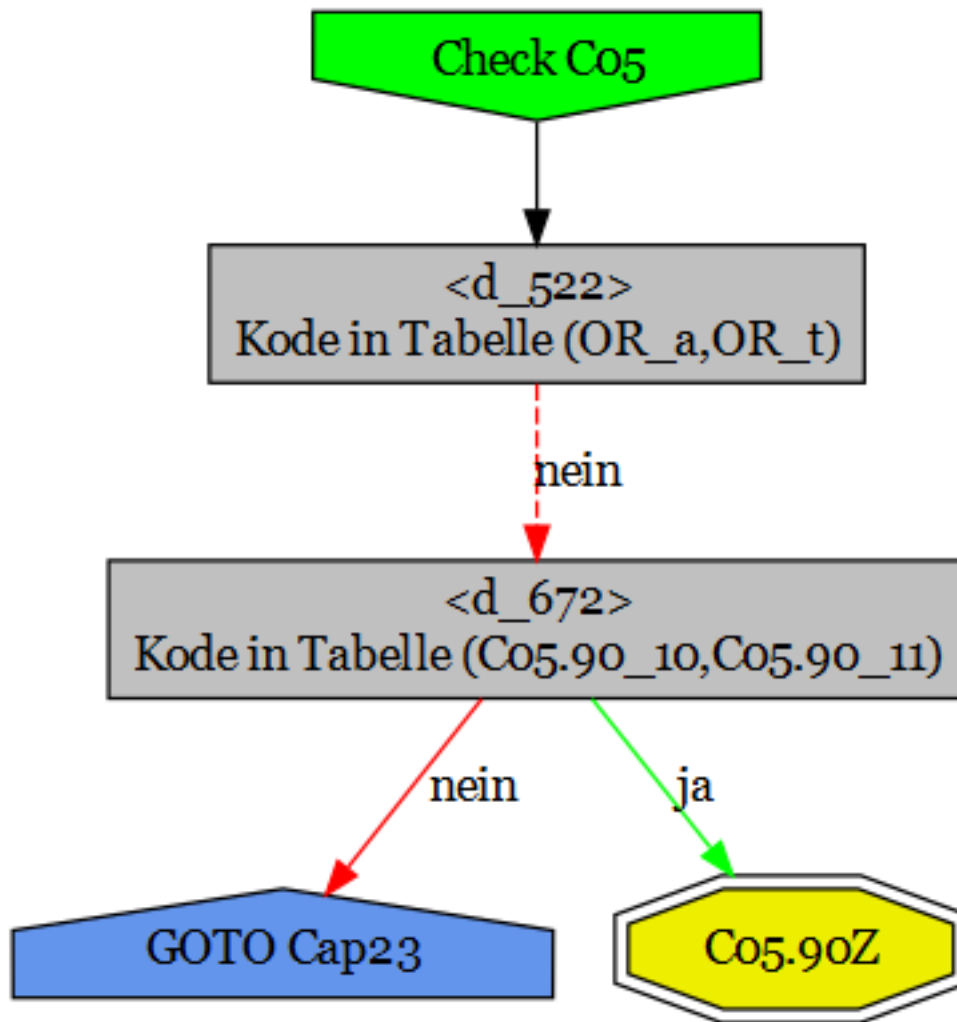 Check C05
<d_522>
Kode in Tabelle (OR_a,OR_t)
nein
<d_672>
Kode in Tabelle (C05.90_10,C05.90_11)
nein
ja
GOTO Cap23
C05.90Z